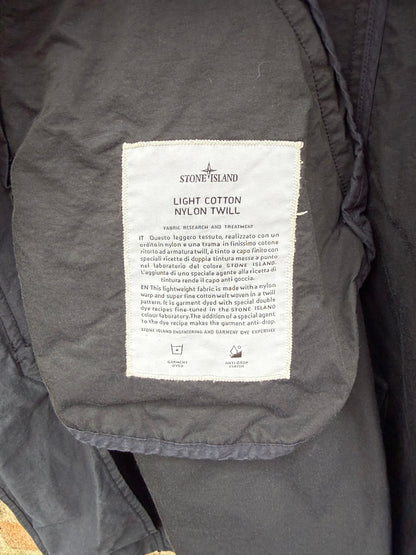 STONE ISLAND
LIGHT COTTON
NYLON TWILL
FABRIC RESEARCH AND TREATMENT
IT Questo leggero tessuto, realizzato con un
ordito in nylon e una trama in finissimo cotone
ritorto ad armatura twill, è tinto a capo finito con
speciali ricette di doppia tintura messe a punto
nel laboratorio del colore STONE ISLAND.
L'aggiunta di uno speciale agente alla ricetta di
tintura rende il capo anti goccia.
EN This lightweight fabric is made with a nylon
warp and super fine cotton weft woven in a twill
pattern. It is garment dyed with special double
dye recipes fine-tuned in the STONE ISLAND
colour laboratory. The addition of a special agent
to the dye recipe makes the garment anti-drop.
STONE ISLAND ENGINEERING AND GARMENT DYE EXPERTISE
GARMENT
DYED
ANTI-DROP
FINISH